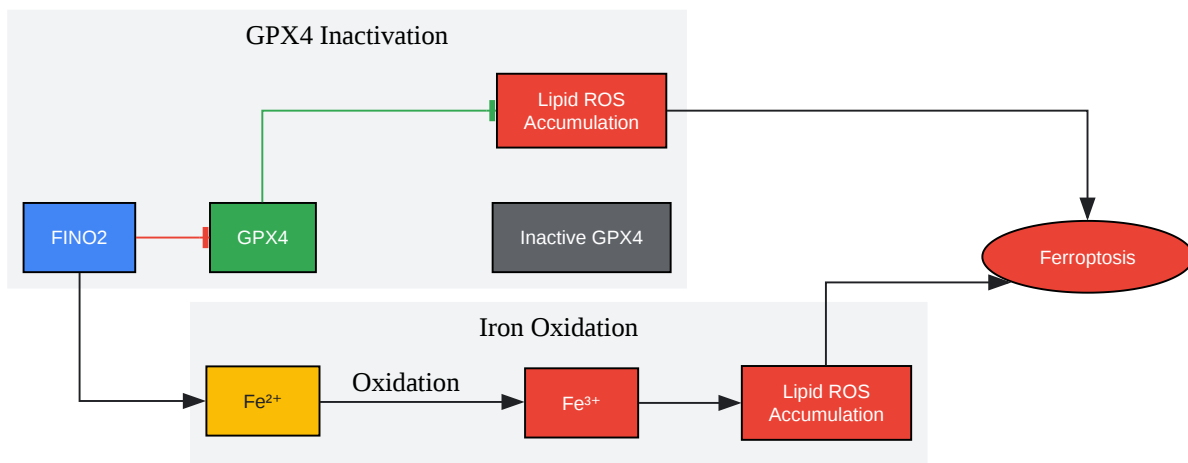 GPX4 Inactivation
Lipid ROS
Accumulation
FINO2
GPX4
Inactive GPX4
Ferroptosis
Iron Oxidation
Fe²⁺
Oxidation
Fe³⁺
Lipid ROS
Accumulation